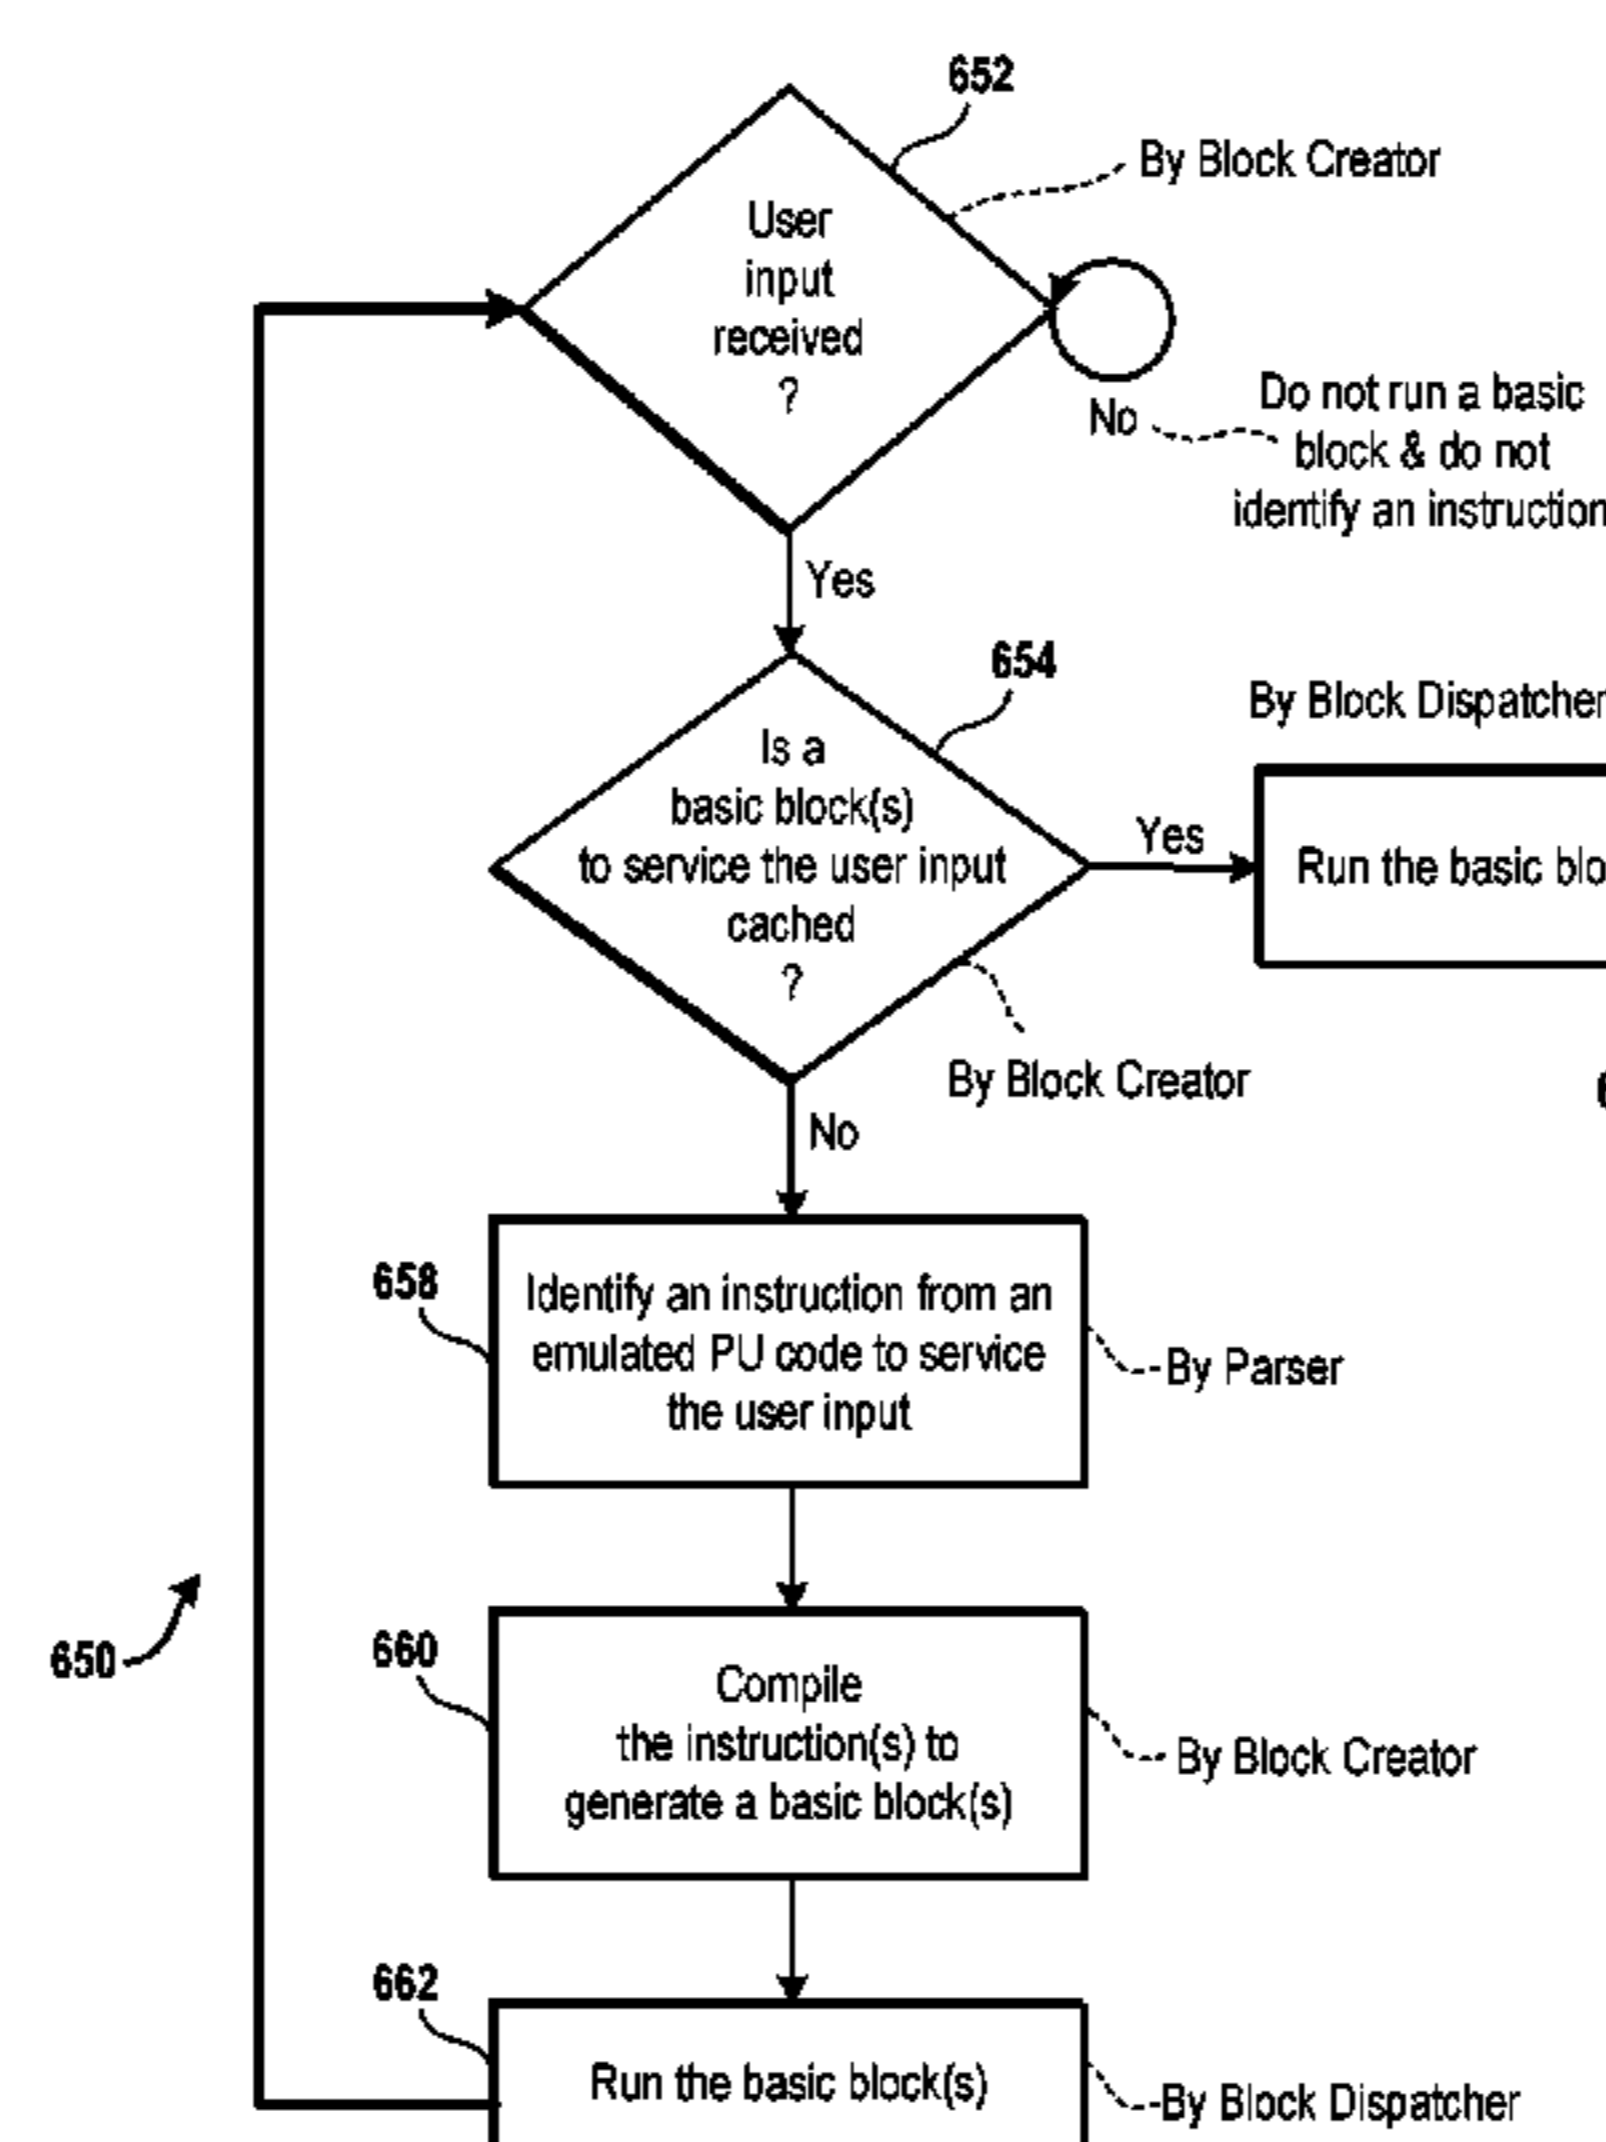 652
By Block Creator
User
input
received
?
No
Do not run a basic
block & do not
identify an instruction
Yes
654
By Block Dispatcher
Is a
basic block(s)
to service the user input
cached
?
Yes
Run the basic
By Block Creator
No
658
Identify an instruction from an
emulated PU code to service
the user input
By Parser
650
660
Compile
the instruction(s) to
generate a basic block(s)
By Block Creator
662
Run the basic block(s)
By Block Dispatcher